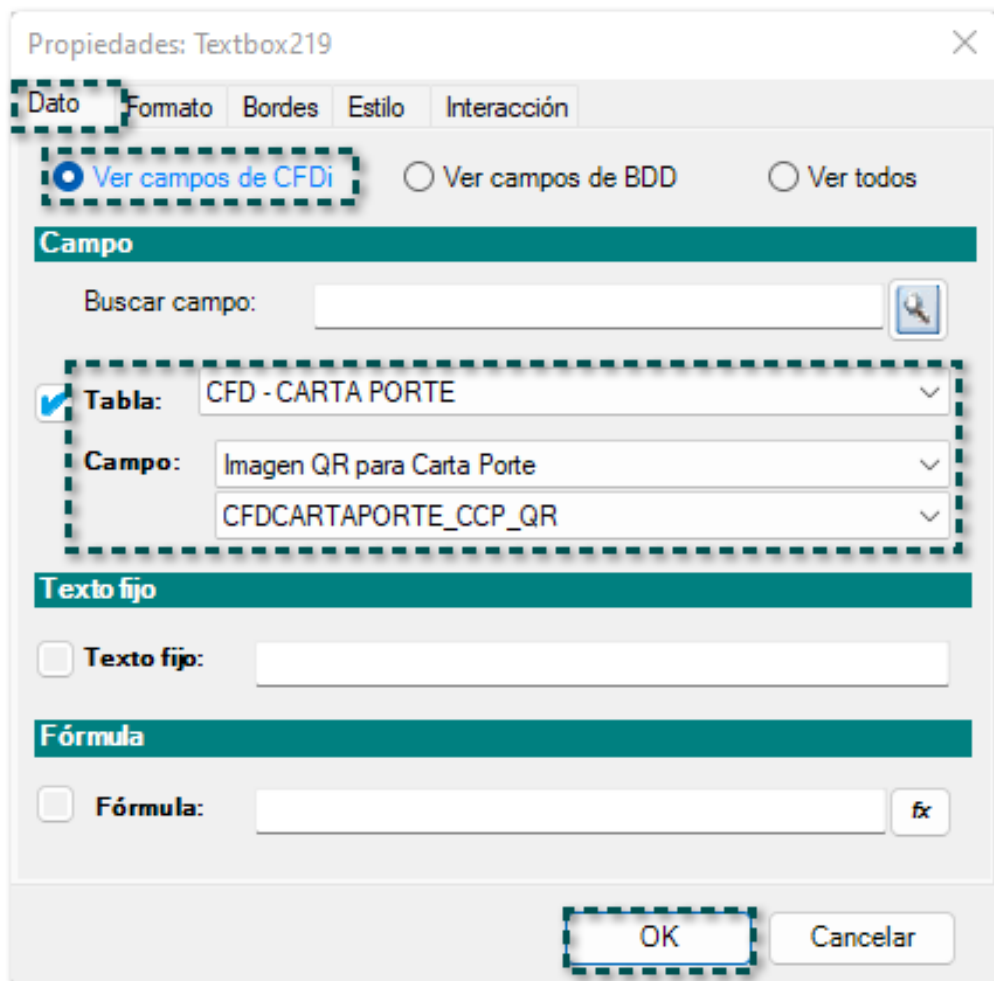 Propiedades: Textbox219
Dato Formato Bordes Estilo Interacción
Ver campos de CFDi Ver campos de BDD Ver todos
Campo
Buscar campo:
Tabla: CFD - CARTA PORTE
Campo: Imagen QR para Carta Porte
CFDCARTAPORTE_CCP_QR
Texto fijo
Texto fijo:
Fórmula
Fórmula: fx
OK Cancelar